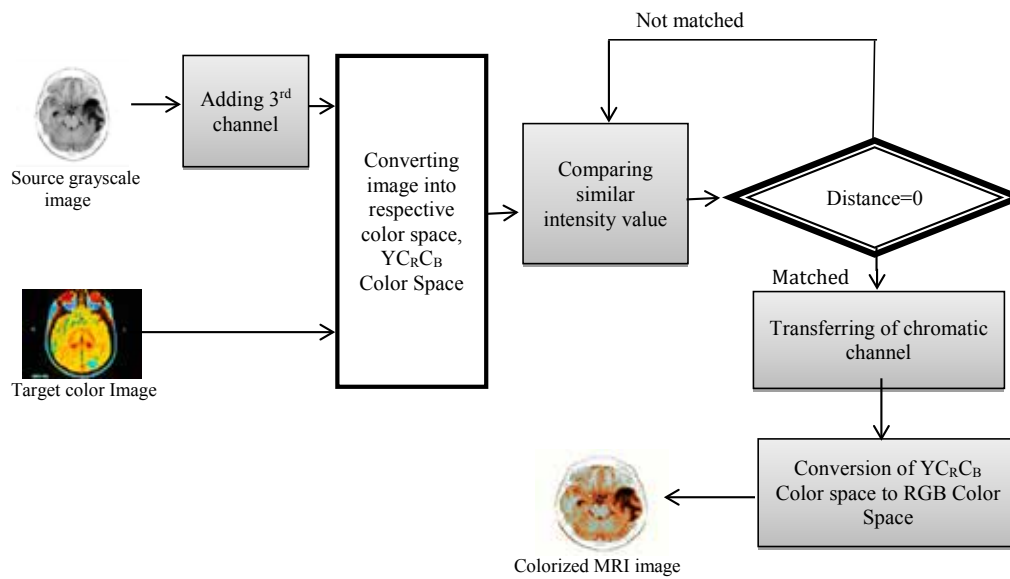 Not matched
Adding 3rd
channel
Source grayscale
image
Converting
image into
respective
color space,
YCRCB
Color Space
Comparing
similar
intensity value
Distance=0
Matched
Target color Image
Transferring of chromatic
channel
Conversion of YCRCB
Color space to RGB Color
Space
Colorized MRI image